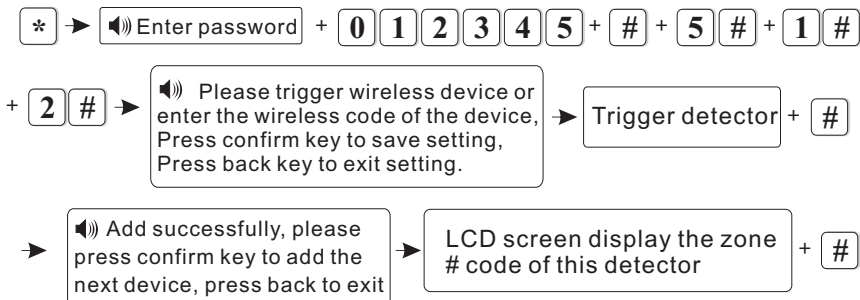 * Enter password + 0 1 2 3 4 5 + # + 5 # + 1 #
+ 2 # Please trigger wireless device or
enter the wireless code of the device,
Press confirm key to save setting,
Press back key to exit setting.
Trigger detector + #
Add successfully, please
press confirm key to add the
next device, press back to exit
LCD screen display the zone
# code of this detector
+ #